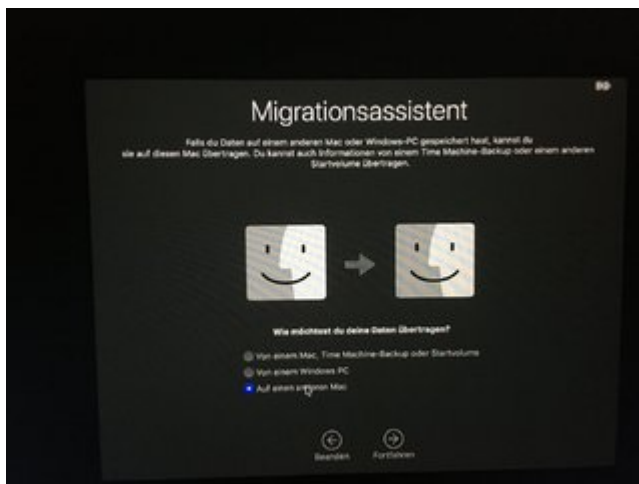 Migrationsassistent
Falls du Daten auf einem anderen Mac oder Windows-PC gespeichert hast, kannst du
sie auf diesen Mac übertragen. Du kannst auch Informationen von einem Time Machine-Backup oder einem anderen
Startvolume übertragen.
Wie möchtest du deine Daten übertragen?
Von einem Mac, Time Machine-Backup oder Startvolume
Von einem Windows PC
Auf einen anderen Mac
Beenden Fortfahren